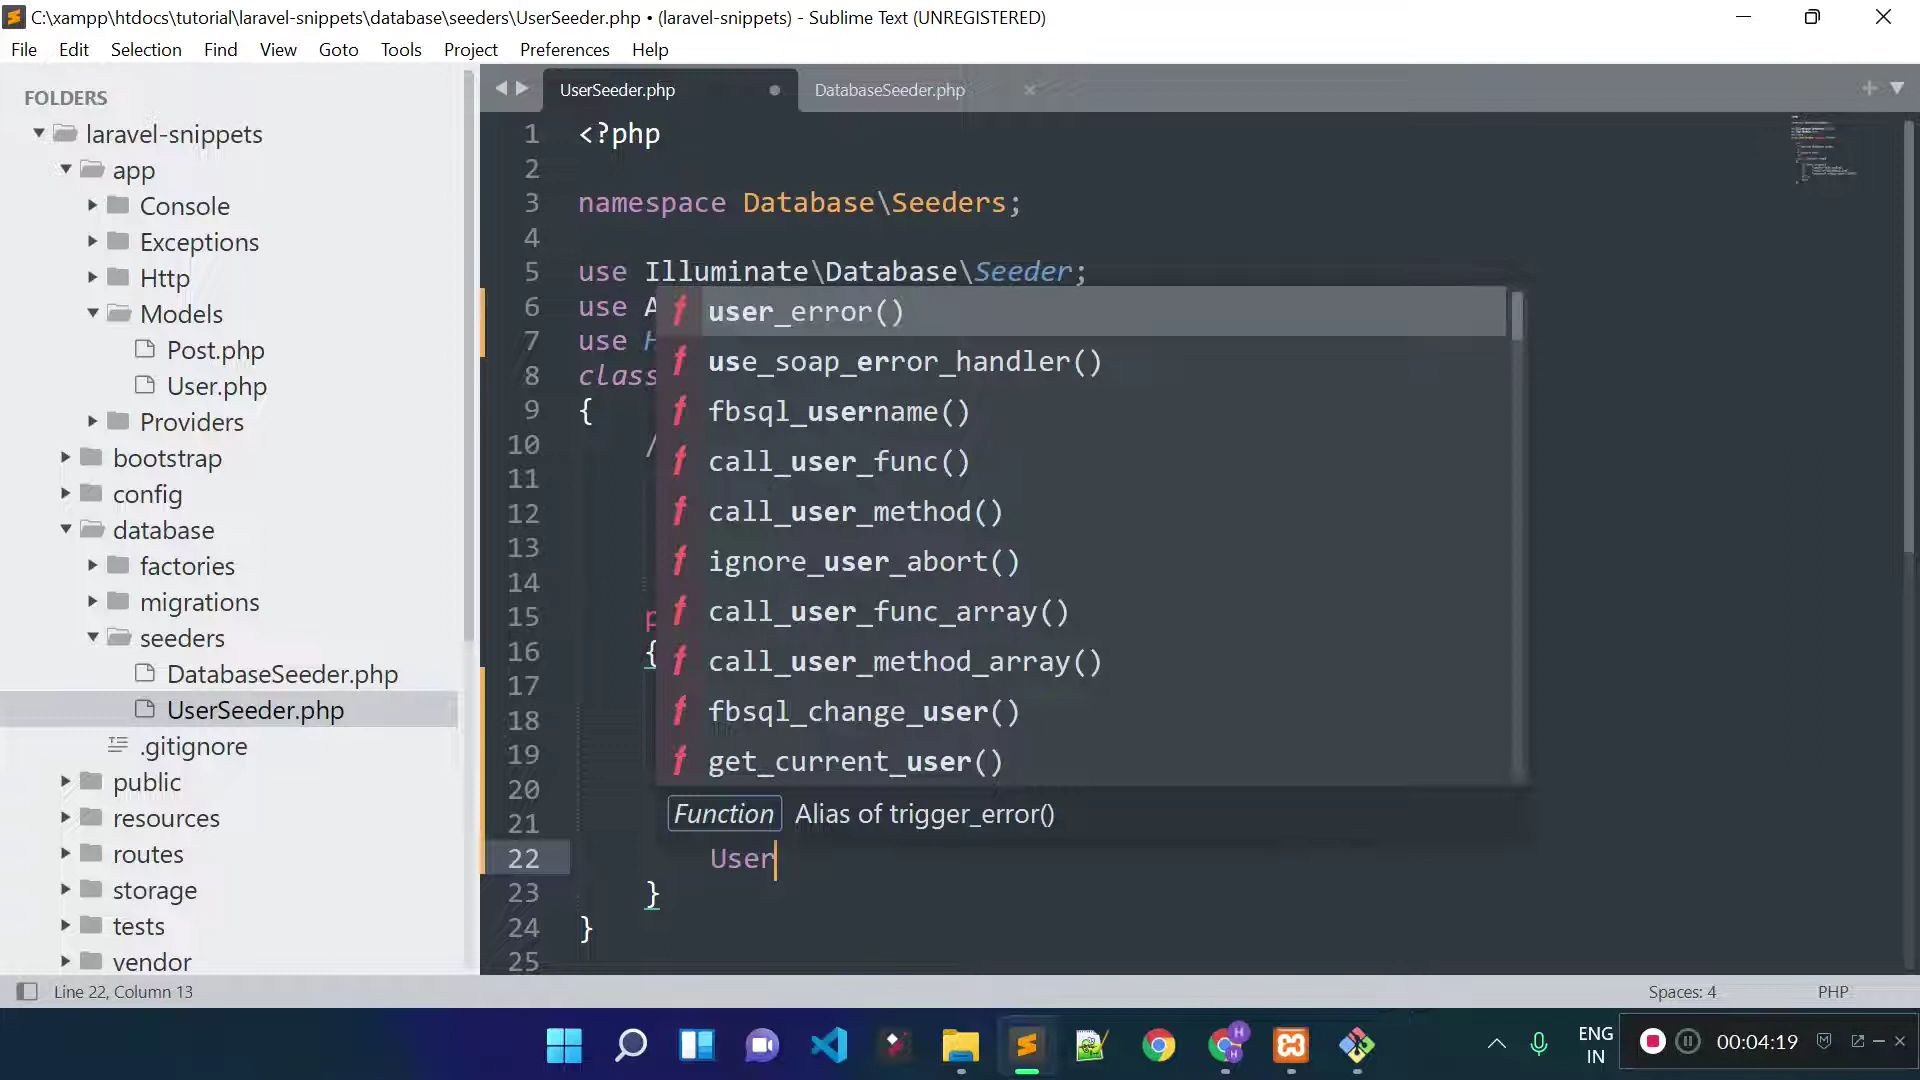 C:\xampp\htdocs\tutorial\laravel-snippets\database\seeders\UserSeeder.php • (laravel-snippets) - Sublime Text (UNREGISTERED)
File Edit Selection Find View Goto Tools Project Preferences Help
FOLDERS
laravel-snippets
app
Console
Exceptions
Http
Models
Post.php
User.php
Providers
bootstrap
config
database
factories
migrations
seeders
DatabaseSeeder.php
UserSeeder.php
.gitignore
public
resources
routes
storage
tests
vendor
UserSeeder.php DatabaseSeeder.php
1 <?php
2
3 namespace Database\Seeders;
4
5 use Illuminate\Database\Seeder;
6 use A
7 use H
8 class
9 {
10 /
11
12
13
14
15 p
16 {
17
18
19
20
21
22 User
23 }
24 }
25
user_error()
use_soap_error_handler()
fbsql_username()
call_user_func()
call_user_method()
ignore_user_abort()
call_user_func_array()
call_user_method_array()
fbsql_change_user()
get_current_user()
Function Alias of trigger_error()
Line 22, Column 13 Spaces: 4 PHP
ENG
IN
00:04:19